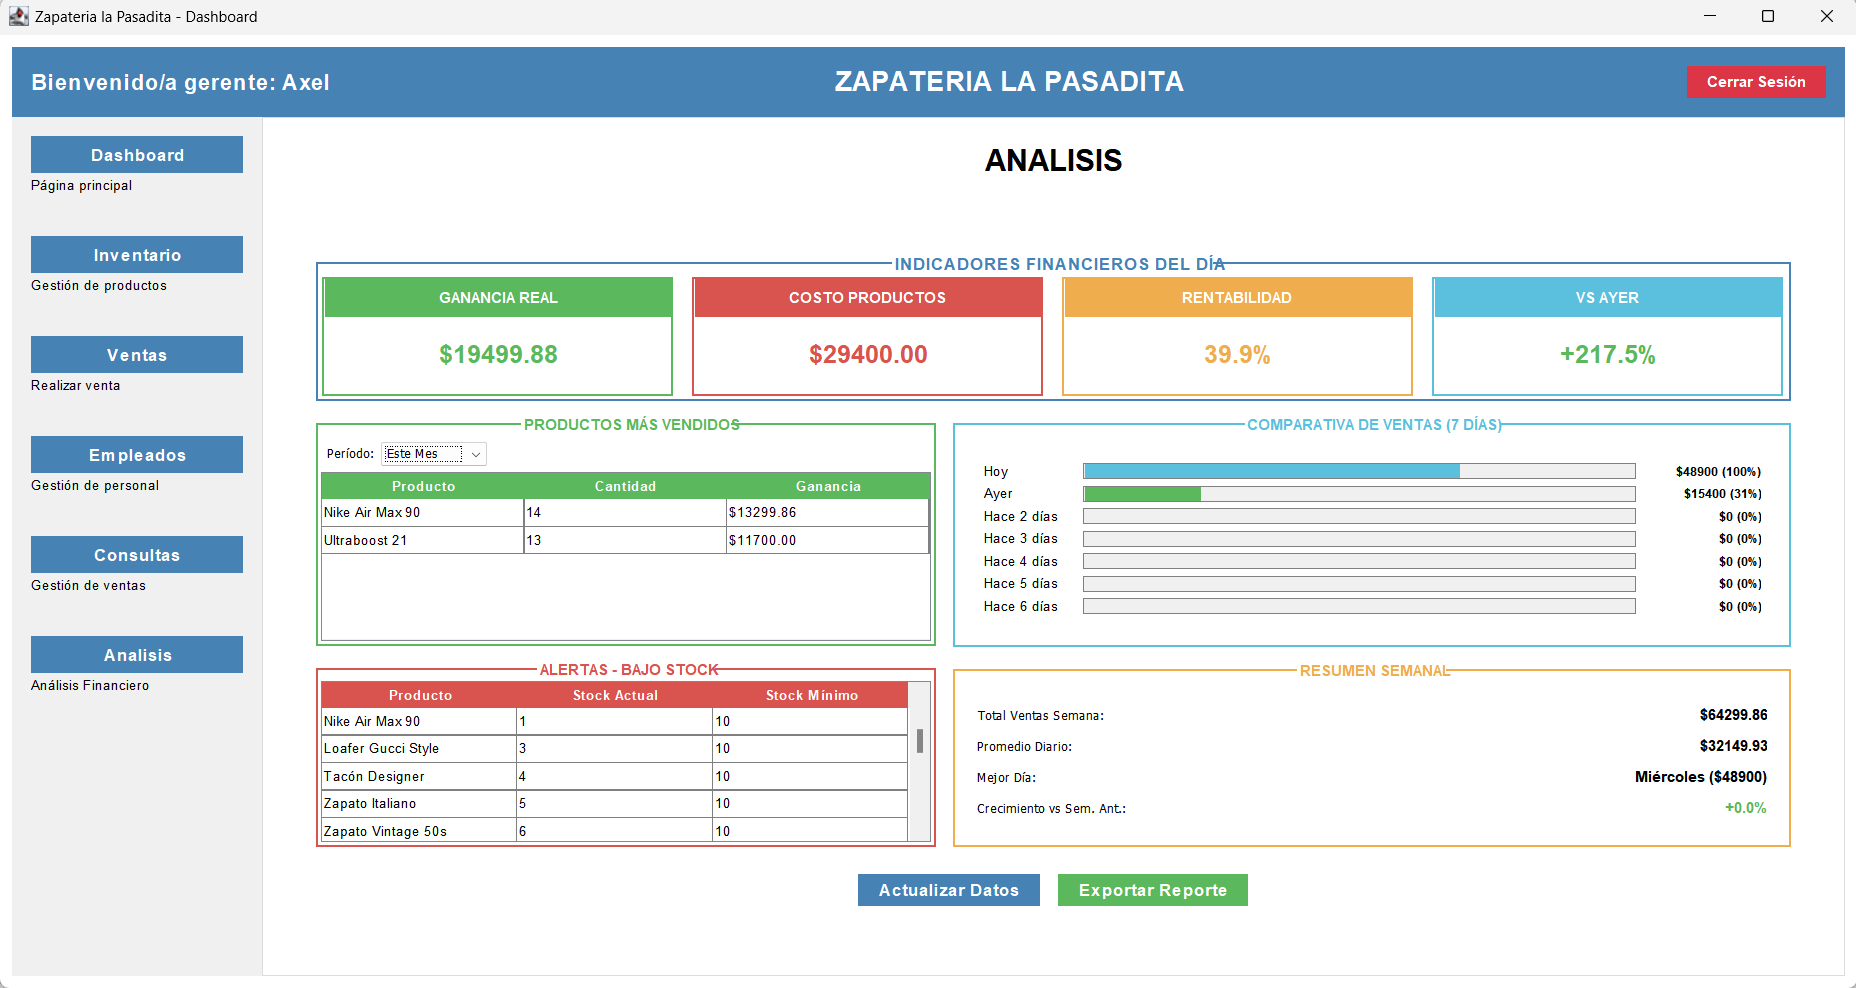 Zapateria la Pasadita - Dashboard
Bienvenido/a gerente: Axel
ZAPATERIA LA PASADITA
Cerrar Sesión
Dashboard
Página principal
Inventario
Gestión de productos
Ventas
Realizar venta
Empleados
Gestión de personal
Consultas
Gestión de ventas
Analisis
Análisis Financiero
ANALISIS
INDICADORES FINANCIEROS DEL DÍA
GANANCIA REAL
$19499.88
COSTO PRODUCTOS
$29400.00
RENTABILIDAD
39.9%
VS AYER
+217.5%
PRODUCTOS MÁS VENDIDOS
Período: Este Mes
Producto Cantidad Ganancia
Nike Air Max 90 14 $13299.86
Ultraboost 21 13 $11700.00
COMPARATIVA DE VENTAS (7 DÍAS)
Hoy $48900 (100%)
Ayer $15400 (31%)
Hace 2 días $0 (0%)
Hace 3 días $0 (0%)
Hace 4 días $0 (0%)
Hace 5 días $0 (0%)
Hace 6 días $0 (0%)
ALERTAS - BAJO STOCK
Producto Stock Actual Stock Mínimo
Nike Air Max 90 1 10
Loafer Gucci Style 3 10
Tacón Designer 4 10
Zapato Italiano 5 10
Zapato Vintage 50s 6 10
RESUMEN SEMANAL
Total Ventas Semana: $64299.86
Promedio Diario: $32149.93
Mejor Día: Miércoles ($48900)
Crecimiento vs Sem. Ant.: +0.0%
Actualizar Datos
Exportar Reporte